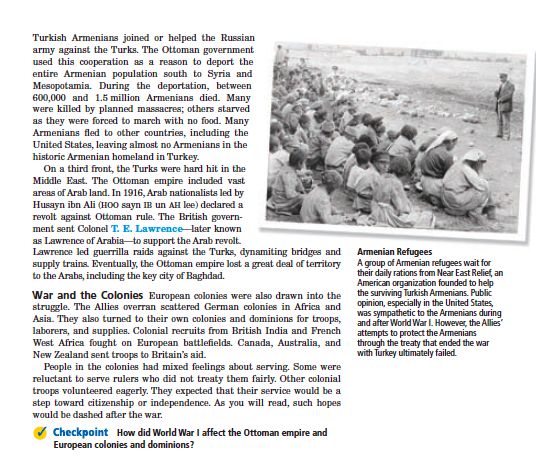 Turkish Armenians joined or helped the Russian
army against the Turks. The Ottoman government
used this cooperation as a reason to deport the
entire Armenian population south to Syria and
Mesopotamia. During the deportation, between
600,000 and 1.5 million Armenians died. Many
were killed by planned massacres; others starved
as they were forced to march with no food. Many
Armenians fled to other countries, including the
United States, leaving almost no Armenians in the
historic Armenian homeland in Turkey.
On a third front, the Turks were hard hit in the
Middle East. The Ottoman empire included vast
areas of Arab land. In 1916, Arab nationalists led by
Husayn ibn Ali (HOO sayn IB un AH lee) declared a
revolt against Ottoman rule. The British govern-
ment sent Colonel T. E. Lawrence—later known
as Lawrence of Arabia—to support the Arab revolt.
Lawrence led guerrilla raids against the Turks, dynamiting bridges and
supply trains. Eventually, the Ottoman empire lost a great deal of territory
to the Arabs, including the key city of Baghdad.
War and the Colonies European colonies were also drawn into the
struggle. The Allies overran scattered German colonies in Africa and
Asia. They also turned to their own colonies and dominions for troops,
laborers, and supplies. Colonial recruits from British India and French
West Africa fought on European battlefields. Canada, Australia, and
New Zealand sent troops to Britain's aid.
People in the colonies had mixed feelings about serving. Some were
reluctant to serve rulers who did not treat them fairly. Other colonial
troops volunteered eagerly. They expected that their service would be a
step toward citizenship or independence. As you will read, such hopes
would be dashed after the war.
Checkpoint How did World War I affect the Ottoman empire and
European colonies and dominions?
Armenian Refugees
A group of Armenian refugees wait for
their daily rations from Near East Relief, an
American organization founded to help
the surviving Turkish Armenians. Public
opinion, especially in the United States,
was sympathetic to the Armenians during
and after World War I. However, the Allies'
attempts to protect the Armenians
through the treaty that ended the war
with Turkey ultimately failed.